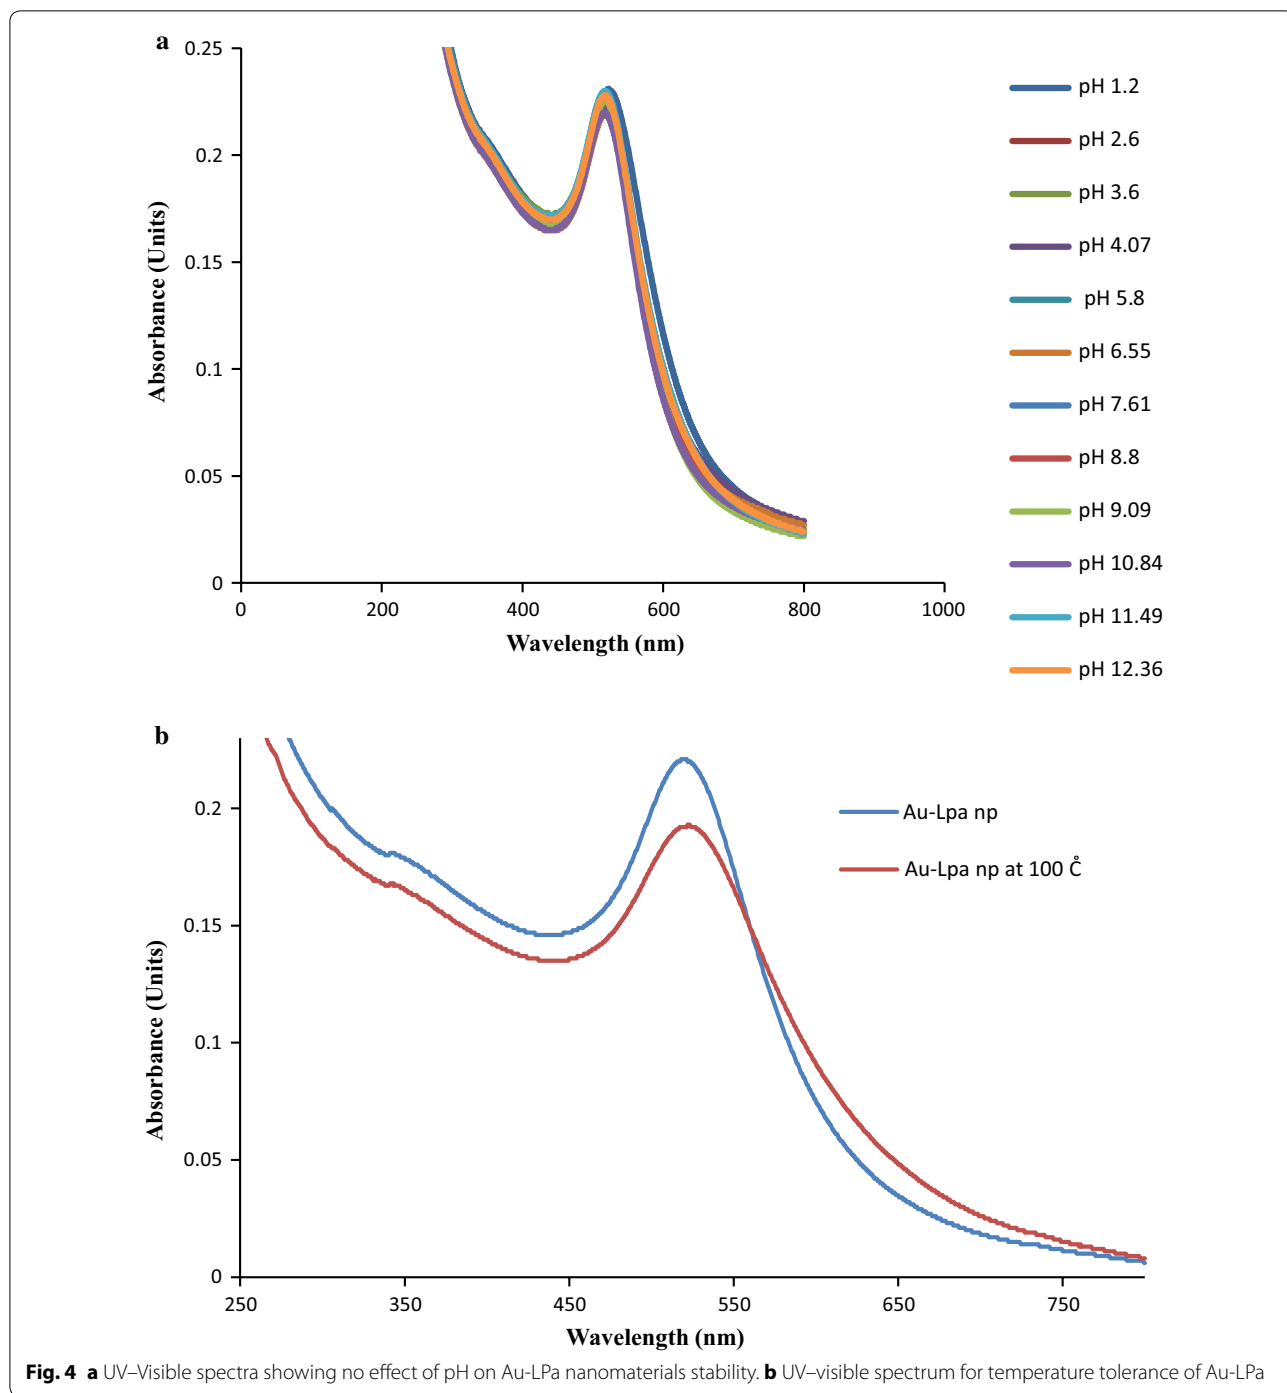 a
0.25
0.2
0.15
0.1
0.05
0
0 200 400 600 800 1000
Absorbance (Units)
Wavelength (nm)
pH 1.2
pH 2.6
pH 3.6
pH 4.07
pH 5.8
pH 6.55
pH 7.61
pH 8.8
pH 9.09
pH 10.84
pH 11.49
pH 12.36
b
0.2
0.15
0.1
0.05
0
250 350 450 550 650 750
Absorbance (Units)
Wavelength (nm)
Au-Lpa np
Au-Lpa np at 100 C̊
Fig. 4 a UV–Visible spectra showing no effect of pH on Au-LPa nanomaterials stability. b UV–visible spectrum for temperature tolerance of Au-LPa